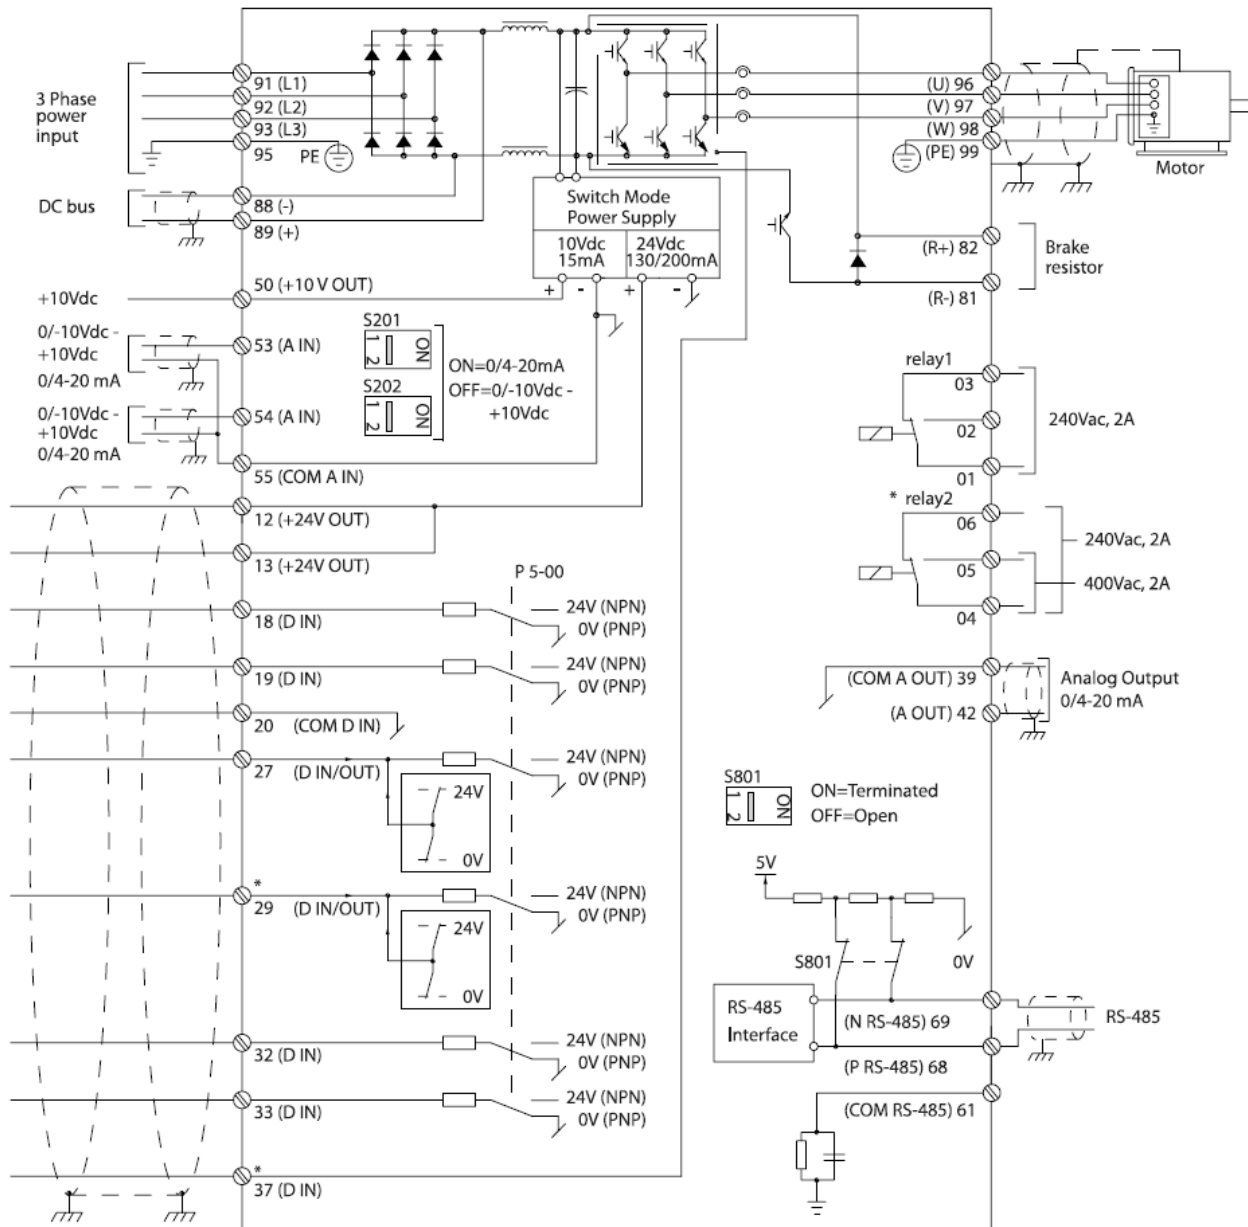 3 Phase
power
input
91 (L1)
92 (L2)
93 (L3)
95
PE
DC bus
88 (-)
89 (+)
+10Vdc
50 (+10 V OUT)
0/-10Vdc -
+10Vdc
0/4-20 mA
53 (A IN)
0/-10Vdc -
+10Vdc
0/4-20 mA
54 (A IN)
55 (COM A IN)
12 (+24V OUT)
13 (+24V OUT)
18 (D IN)
19 (D IN)
20 (COM D IN)
27 (D IN/OUT)
24V
0V
*
29 (D IN/OUT)
24V
0V
32 (D IN)
33 (D IN)
*
37 (D IN)
S201
1
2
ON
S202
1
2
ON
ON=0/4-20mA
OFF=0/-10Vdc -
+10Vdc
P 5-00
24V (NPN)
0V (PNP)
24V (NPN)
0V (PNP)
24V (NPN)
0V (PNP)
24V (NPN)
0V (PNP)
24V (NPN)
0V (PNP)
24V (NPN)
0V (PNP)
Switch Mode
Power Supply
10Vdc
15mA
24Vdc
130/200mA
+ - + -
(U) 96
(V) 97
(W) 98
(PE) 99
Motor
(R+) 82
(R-) 81
Brake
resistor
relay1
03
02
01
240Vac, 2A
* relay2
06
05
04
240Vac, 2A
400Vac, 2A
(COM A OUT) 39
(A OUT) 42
Analog Output
0/4-20 mA
S801
1
2
ON
ON=Terminated
OFF=Open
5V
S801
0V
RS-485
Interface
(N RS-485) 69
(P RS-485) 68
(COM RS-485) 61
RS-485